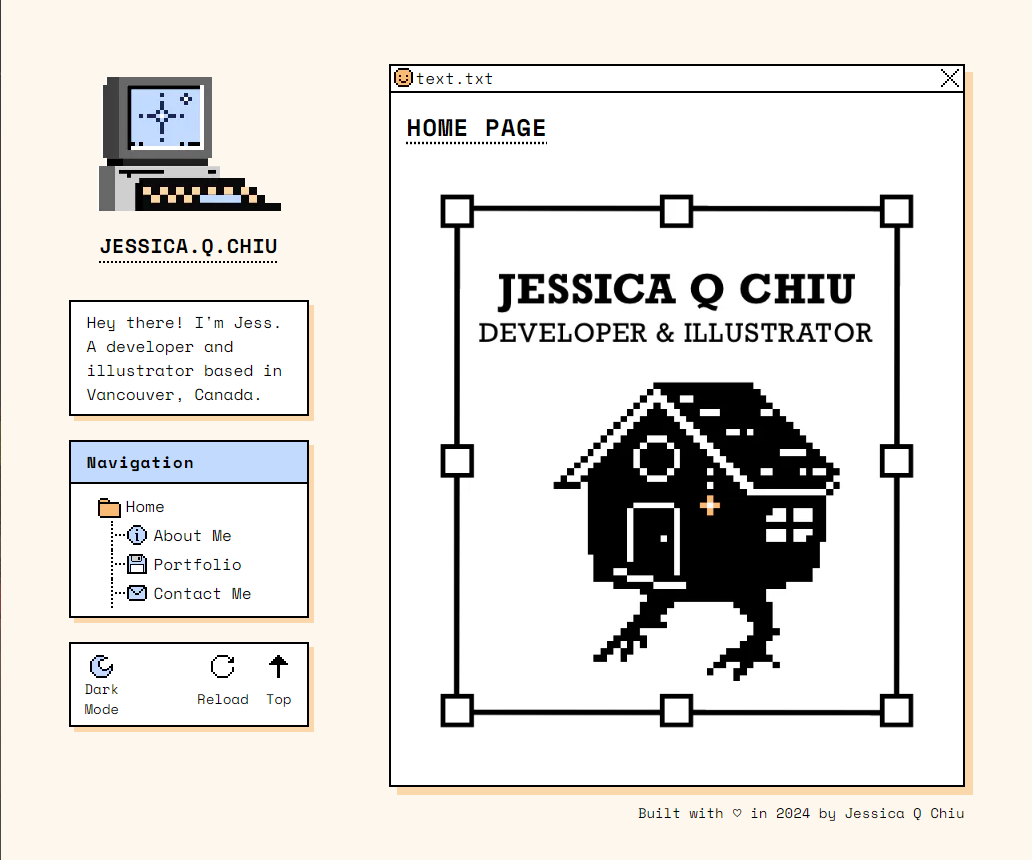 JESSICA.Q.CHIU
Hey there! I'm Jess.
A developer and
illustrator based in
Vancouver, Canada.
Navigation
Home
About Me
Portfolio
Contact Me
Dark
Mode
Reload
Top
text.txt
HOME PAGE
JESSICA Q CHIU
DEVELOPER & ILLUSTRATOR
Built with ♡ in 2024 by Jessica Q Chiu